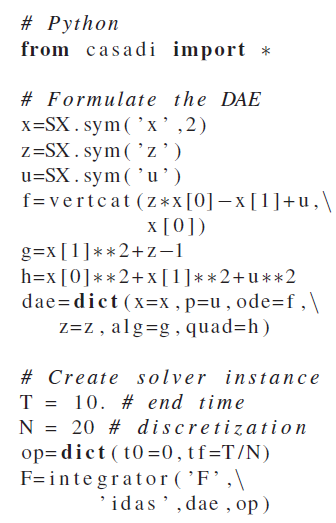 # Python
from casadi import *
# Formulate the DAE
x=SX.sym('x',2)
z=SX.sym('z')
u=SX.sym('u')
f=vertcat(z*x[0]-x[1]+u,\
x[0])
g=x[1]**2+z-1
h=x[0]**2+x[1]**2+u**2
dae=dict(x=x,p=u,ode=f,\
z=z,alg=g,quad=h)
# Create solver instance
T = 10. # end time
N = 20 # discretization
op=dict(t0=0,tf=T/N)
F=integrator('F',\
'idas',dae,op)